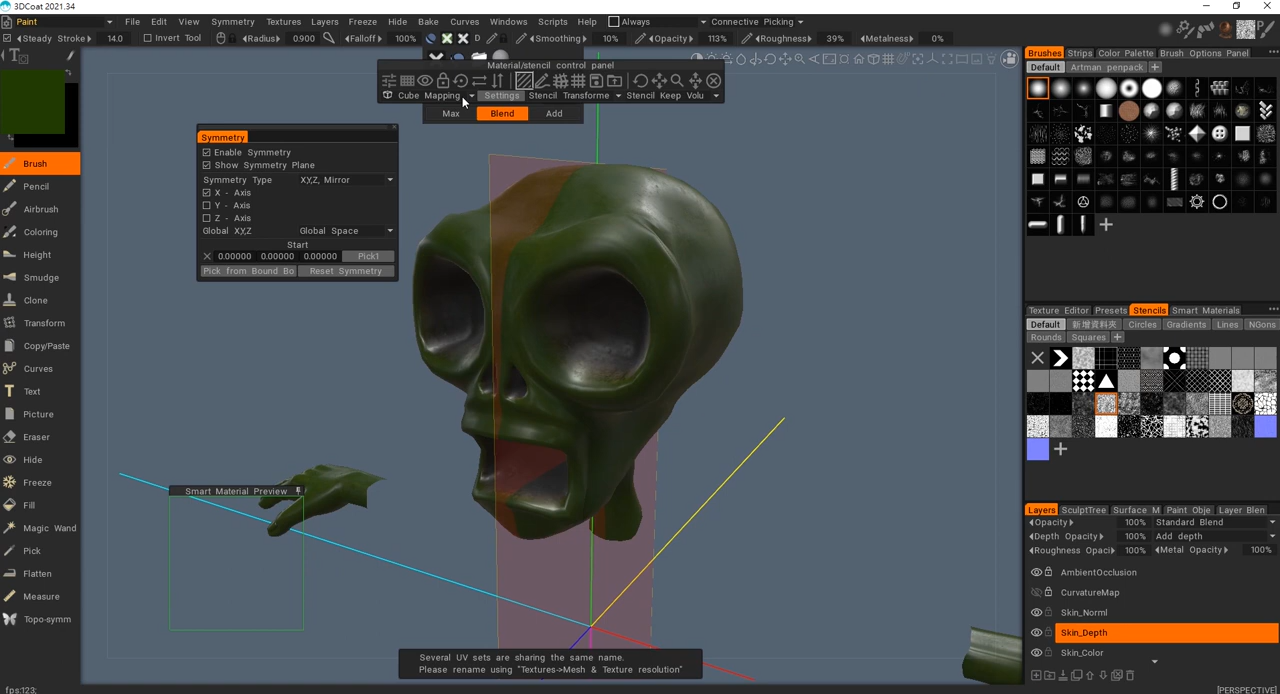 3DCoat 2021.34
Paint File Edit View Symmetry Textures Layers Freeze Hide Bake Curves Windows Scripts Help Always Connective Picking
Steady Stroke 14.0 Invert Tool Radius 0.900 Falloff 100% D Smoothing 10% Opacity 113% Roughness 39% Metalness 0%
Material/stencil control panel
Cube Mapping Settings Stencil Transforme Stencil Keep Volu
Max Blend Add
Symmetry
Enable Symmetry
Show Symmetry Plane
Symmetry Type XY,Z, Mirror
X - Axis
Y - Axis
Z - Axis
Global XY,Z Global Space
Start
0.00000 0.00000 0.00000 Pick1
Pick from Bound Bo Reset Symmetry
Brush
Pencil
Airbrush
Coloring
Height
Smudge
Clone
Transform
Copy/Paste
Curves
Text
Picture
Eraser
Hide
Freeze
Fill
Magic Wand
Pick
Flatten
Measure
Topo-symm
Smart Material Preview
Several UV sets are sharing the same name.
Please rename using "Textures->Mesh & Texture resolution"
Brushes Strips Color Palette Brush Options Panel
Default Artman penpack
Texture Editor Presets Stencils Smart Materials
Default 新增資料夾 Circles Gradients Lines NGons
Rounds Squares
Layers SculptTree Surface M Paint Obje Layer Blen
Opacity 100% Standard Blend
Depth Opacity 100% Add depth
Roughness Opaci 100% Metal Opacity 100%
AmbientOcclusion
CurvatureMap
Skin_Norml
Skin_Depth
Skin_Color
fps:123;
[PERSPECTIVE]